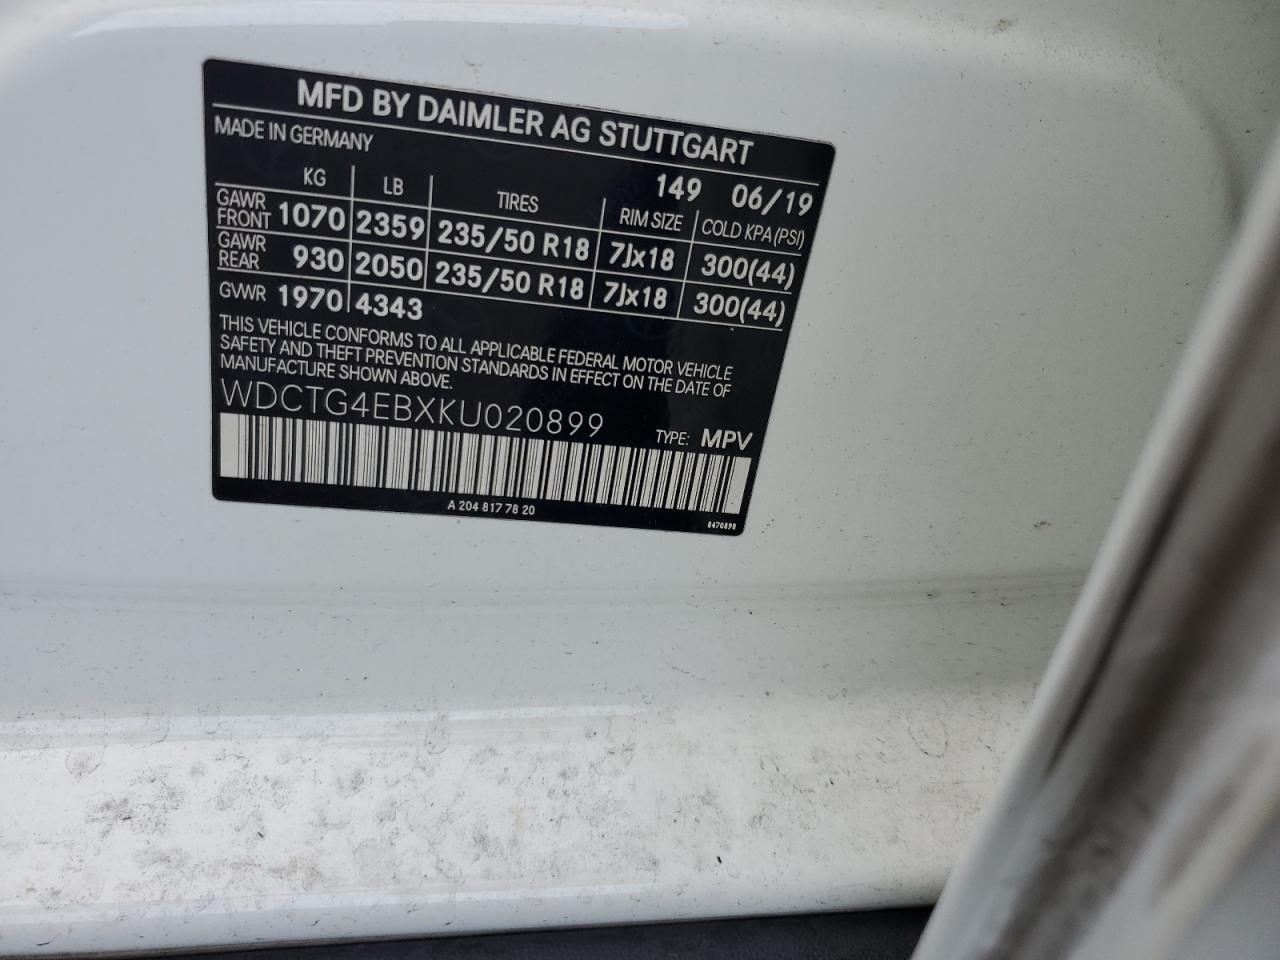 MFD BY DAIMLER AG STUTTGART
MADE IN GERMANY
149 06/19
KG LB TIRES RIM SIZE COLD KPA (PSI)
GAWR FRONT 1070 2359 235/50 R18 7Jx18 300(44)
GAWR REAR 930 2050 235/50 R18 7Jx18 300(44)
GVWR 1970 4343
THIS VEHICLE CONFORMS TO ALL APPLICABLE FEDERAL MOTOR VEHICLE
SAFETY AND THEFT PREVENTION STANDARDS IN EFFECT ON THE DATE OF
MANUFACTURE SHOWN ABOVE.
WDCTG4EBXKU020899
TYPE: MPV
A 204 817 78 20
8470898